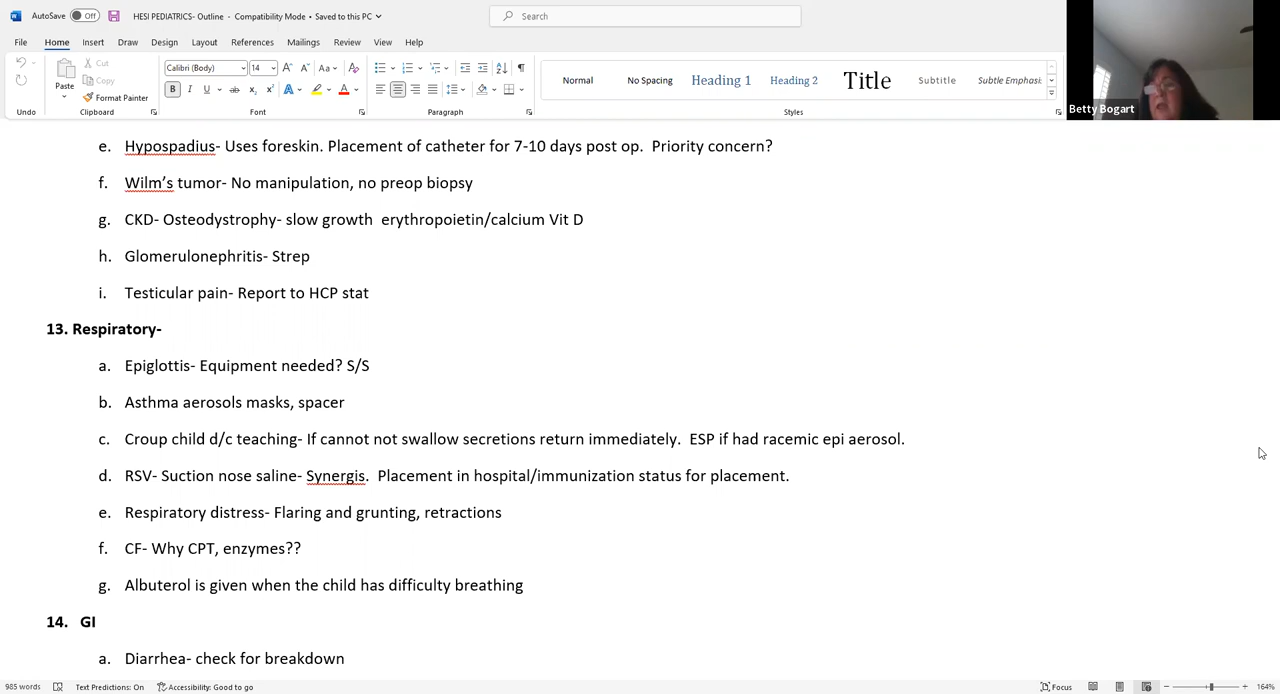 AutoSave Off HESI PEDIATRICS- Outline - Compatibility Mode • Saved to this PC Search
File Home Insert Draw Design Layout References Mailings Review View Help
Paste Cut Copy Format Painter
Calibri (Body) 14
Normal No Spacing Heading 1 Heading 2 Title Subtitle Subtle Emphasis
Undo Clipboard Font Paragraph Styles
Betty Bogart
e. Hypospadius- Uses foreskin. Placement of catheter for 7-10 days post op. Priority concern?
f. Wilm's tumor- No manipulation, no preop biopsy
g. CKD- Osteodystrophy- slow growth erythropoietin/calcium Vit D
h. Glomerulonephritis- Strep
i. Testicular pain- Report to HCP stat
13. Respiratory-
a. Epiglottis- Equipment needed? S/S
b. Asthma aerosols masks, spacer
c. Croup child d/c teaching- If cannot not swallow secretions return immediately. ESP if had racemic epi aerosol.
d. RSV- Suction nose saline- Synergis. Placement in hospital/immunization status for placement.
e. Respiratory distress- Flaring and grunting, retractions
f. CF- Why CPT, enzymes??
g. Albuterol is given when the child has difficulty breathing
14. GI
a. Diarrhea- check for breakdown
985 words Text Predictions: On Accessibility: Good to go Focus 164%